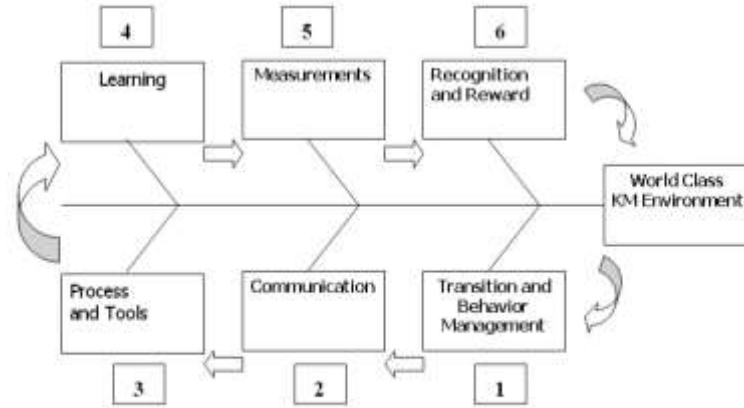 4
5
6
Learning
Measurements
Recognition
and Reward
World Class
KM Environment
Process
and Tools
Communication
Transition and
Behavior
Management
3
2
1